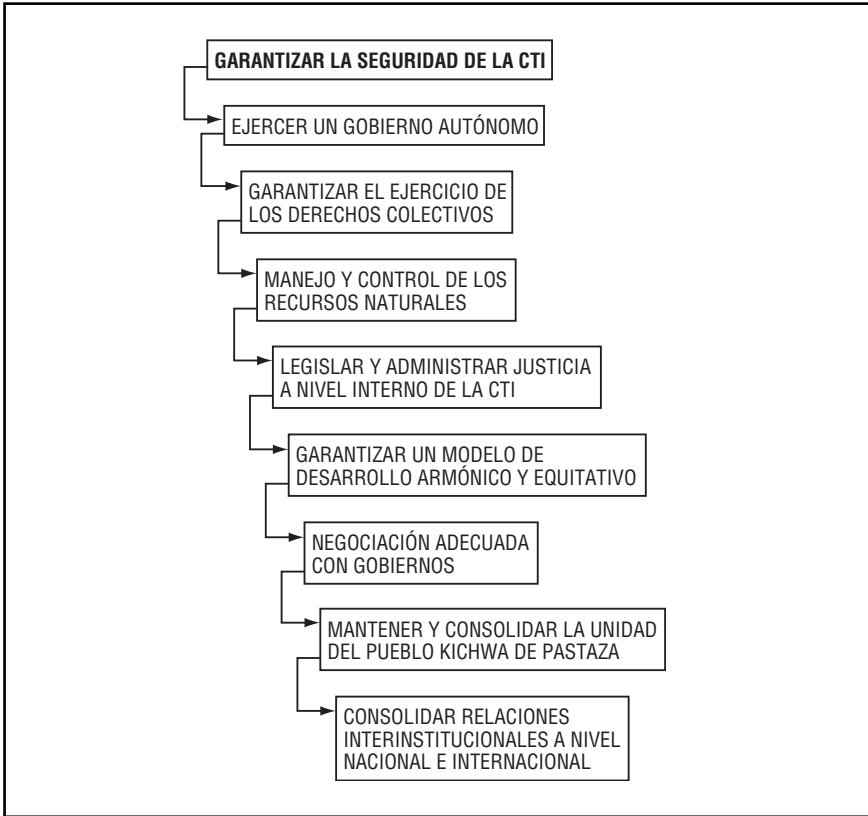 GARANTIZAR LA SEGURIDAD DE LA CTI
EJERCER UN GOBIERNO AUTÓNOMO
GARANTIZAR EL EJERCICIO DE
LOS DERECHOS COLECTIVOS
MANEJO Y CONTROL DE LOS
RECURSOS NATURALES
LEGISLAR Y ADMINISTRAR JUSTICIA
A NIVEL INTERNO DE LA CTI
GARANTIZAR UN MODELO DE
DESARROLLO ARMÓNICO Y EQUITATIVO
NEGOCIACIÓN ADECUADA
CON GOBIERNOS
MANTENER Y CONSOLIDAR LA UNIDAD
DEL PUEBLO KICHWA DE PASTAZA
CONSOLIDAR RELACIONES
INTERINSTITUCIONALES A NIVEL
NACIONAL E INTERNACIONAL